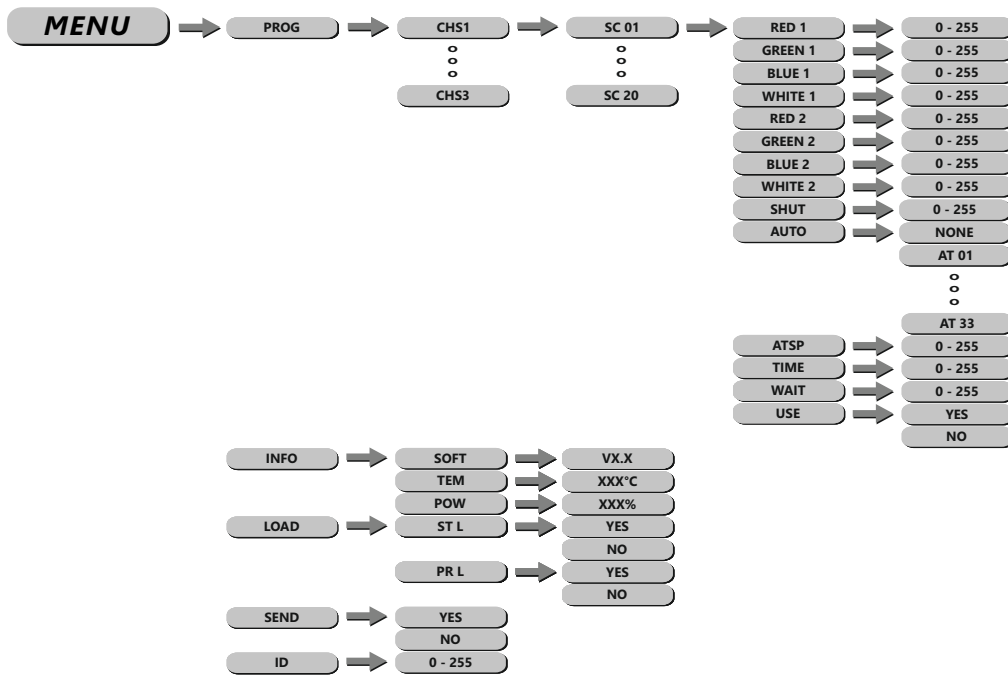 MENU PROG CHS1 SC 01 RED 1 0 - 255
GREEN 1 0 - 255
BLUE 1 0 - 255
CHS3 SC 20 WHITE 1 0 - 255
RED 2 0 - 255
GREEN 2 0 - 255
BLUE 2 0 - 255
WHITE 2 0 - 255
SHUT 0 - 255
AUTO NONE
AT 01
AT 33
ATSP 0 - 255
TIME 0 - 255
WAIT 0 - 255
USE YES
NO
INFO SOFT VX.X
TEM XXX°C
POW XXX%
LOAD ST L YES
NO
PR L YES
NO
SEND YES
NO
ID 0 - 255